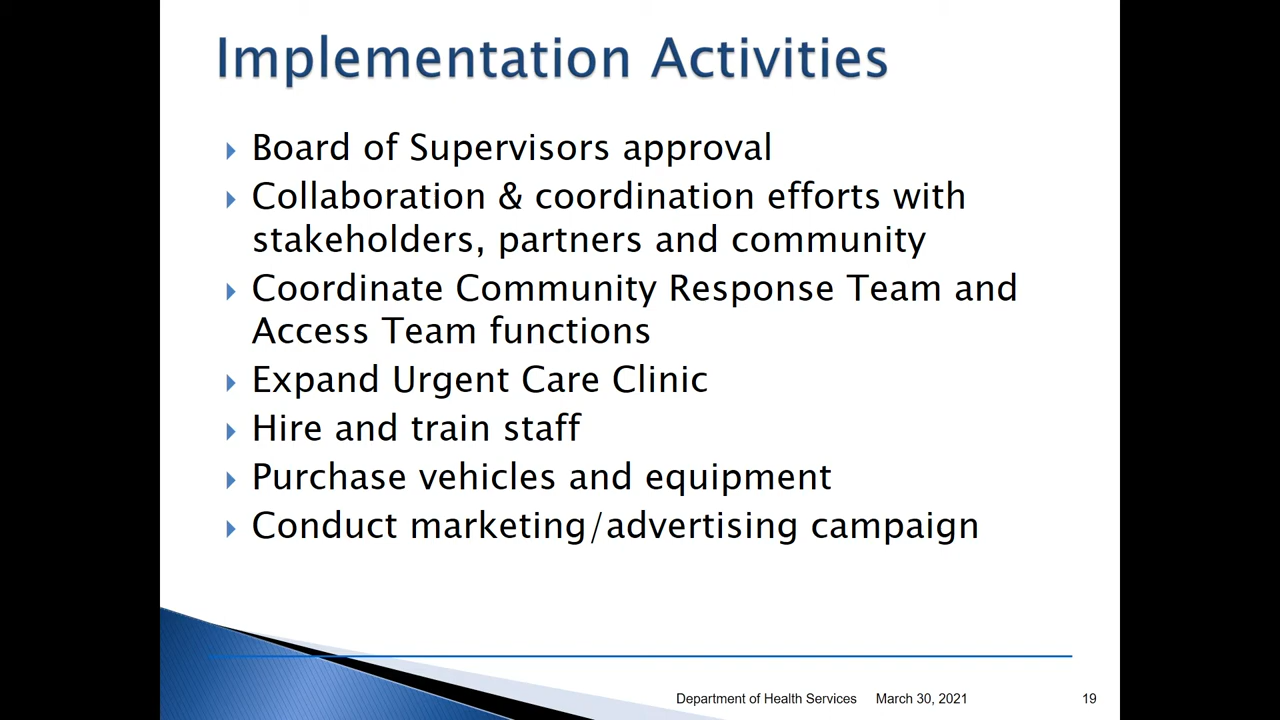 Implementation Activities
Board of Supervisors approval
Collaboration & coordination efforts with
stakeholders, partners and community
Coordinate Community Response Team and
Access Team functions
Expand Urgent Care Clinic
Hire and train staff
Purchase vehicles and equipment
Conduct marketing/advertising campaign
Department of Health Services March 30, 2021 19